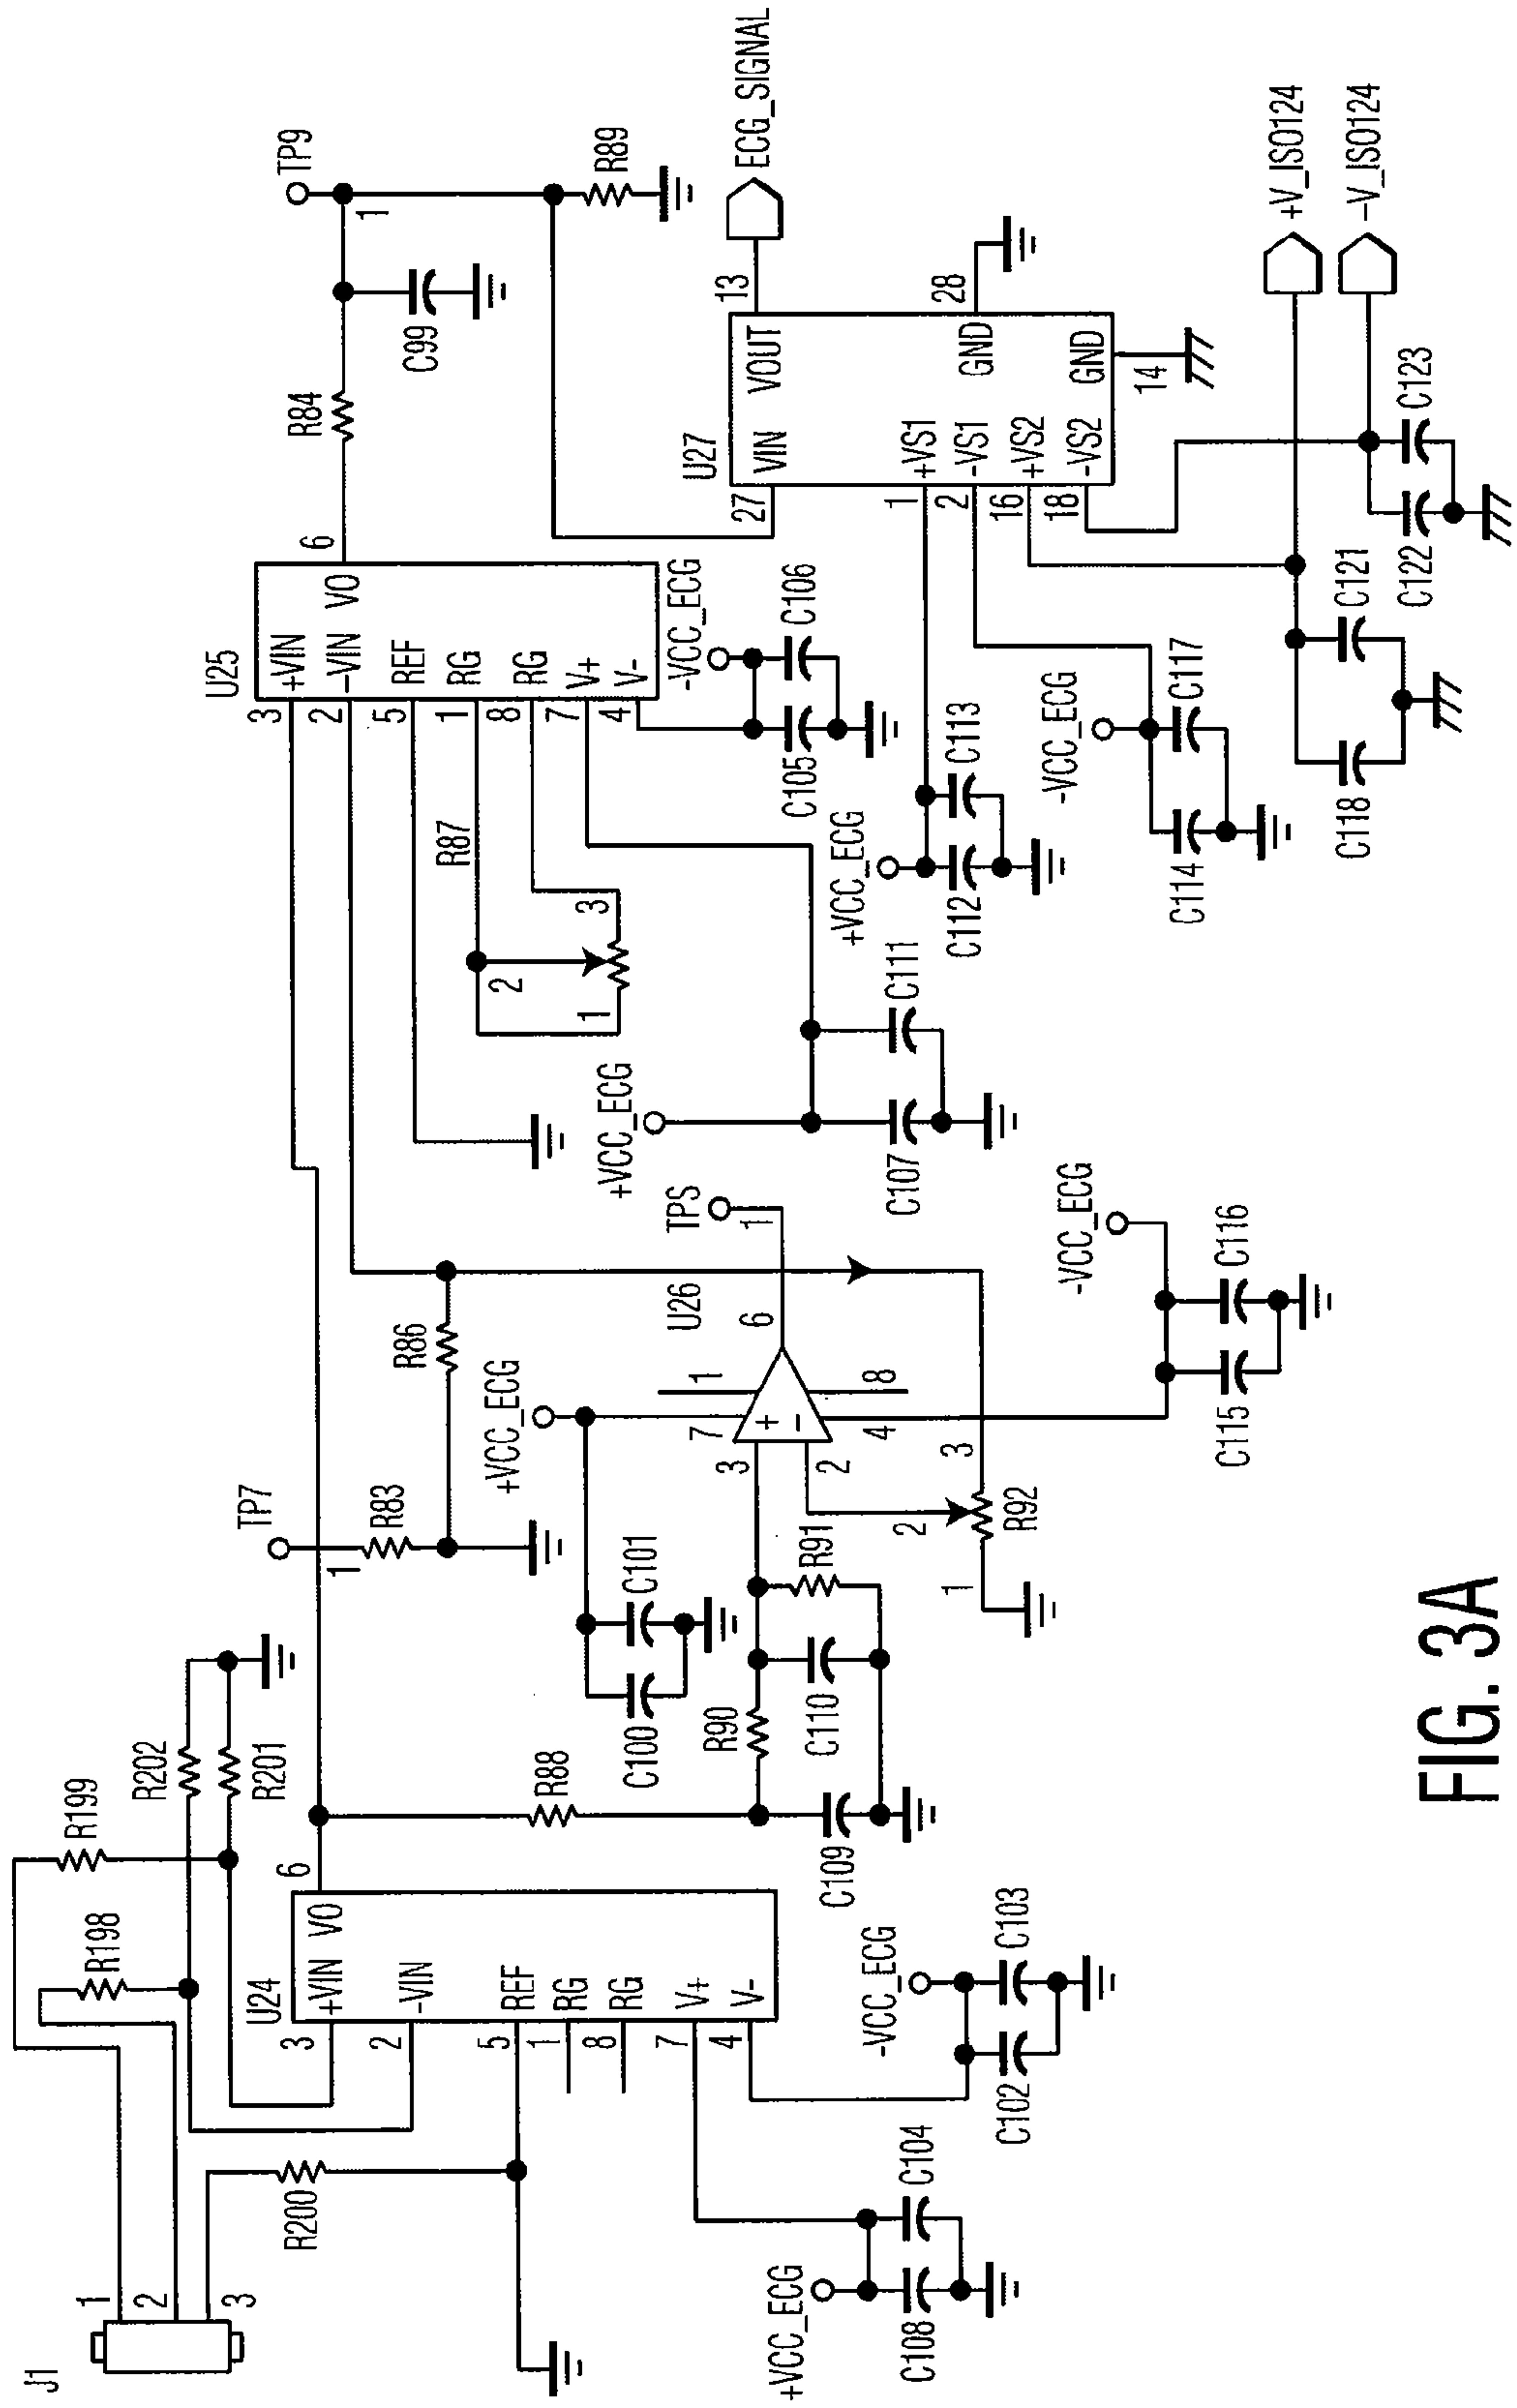 J1
1
2
3
R200
R198
R199
R202
R201
U24
3
+VIN
VO
6
2
-VIN
5
REF
1
RG
8
RG
7
V+
4
V-
+VCC_ECG
C108
C104
-VCC_ECG
C102
C103
R88
C109
R90
C110
R91
C100
C101
+VCC_ECG
TP7
1
R83
R86
U26
3
+
2
-
7
1
6
4
8
TPS
1
2
1
3
R92
-VCC_ECG
C115
C116
U25
3
+VIN
2
-VIN
VO
6
5
REF
1
RG
8
RG
7
V+
4
V-
R87
1
2
3
+VCC_ECG
C107
C111
-VCC_ECG
C105
C106
R84
C99
TP9
1
R89
U27
27
VIN
VOUT
13
ECG_SIGNAL
1
+VS1
2
-VS1
GND
28
16
+VS2
18
-VS2
GND
14
+VCC_ECG
C112
C113
-VCC_ECG
C114
C117
C118
C121
C122
C123
+V_ISO124
-V_ISO124
FIG. 3A